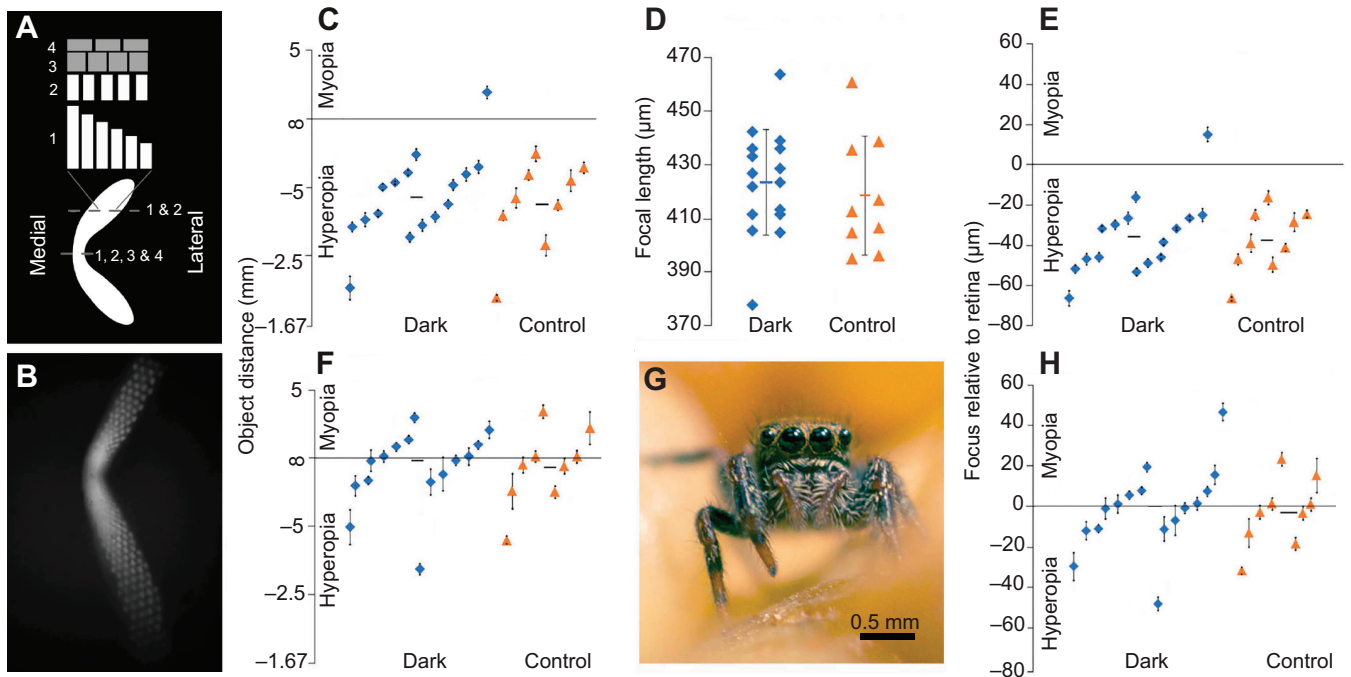 A
4
3
2
1
Medial
Lateral
1 & 2
1, 2, 3 & 4
B
Object distance (mm)
C
5
Myopia
∞
–5
Hyperopia
–2.5
–1.67
Dark
Control
D
Focal length (µm)
470
450
430
410
390
370
Dark
Control
Focus relative to retina (µm)
E
60
40
20
0
–20
–40
–60
–80
Myopia
Hyperopia
Dark
Control
F
5
Myopia
∞
–5
Hyperopia
–2.5
–1.67
Dark
Control
G
0.5 mm
H
60
40
20
0
–20
–40
–60
–80
Myopia
Hyperopia
Dark
Control